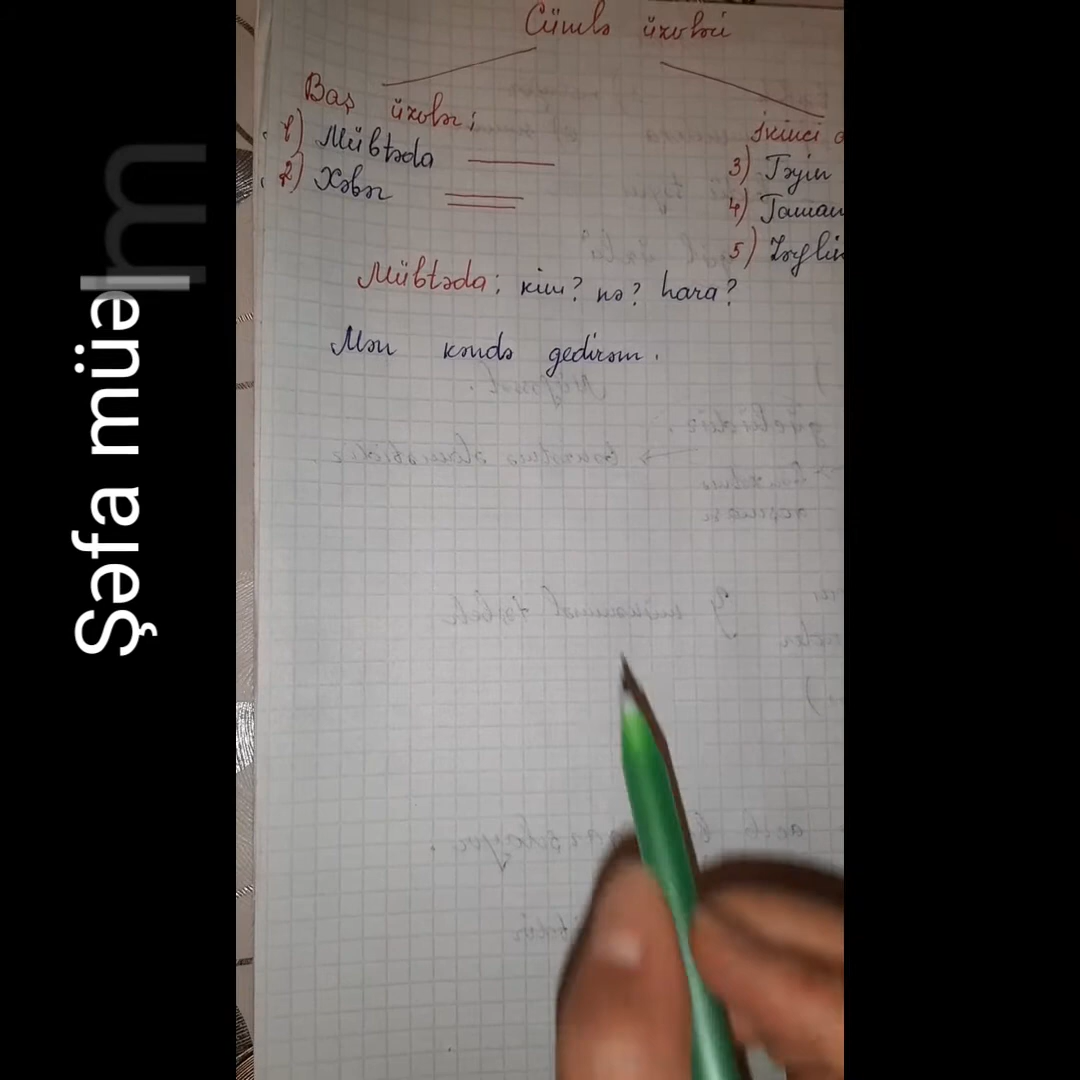 Cümlə üzvləri
Baş üzvlər;
1) Mübtəda
2) Xəbər
İkinci
3) Təyin
4) Tamam
5) Zərflik
Mübtəda; kim? nə? hara?
Mən kəndə gedirəm.
Şəfa müəlm